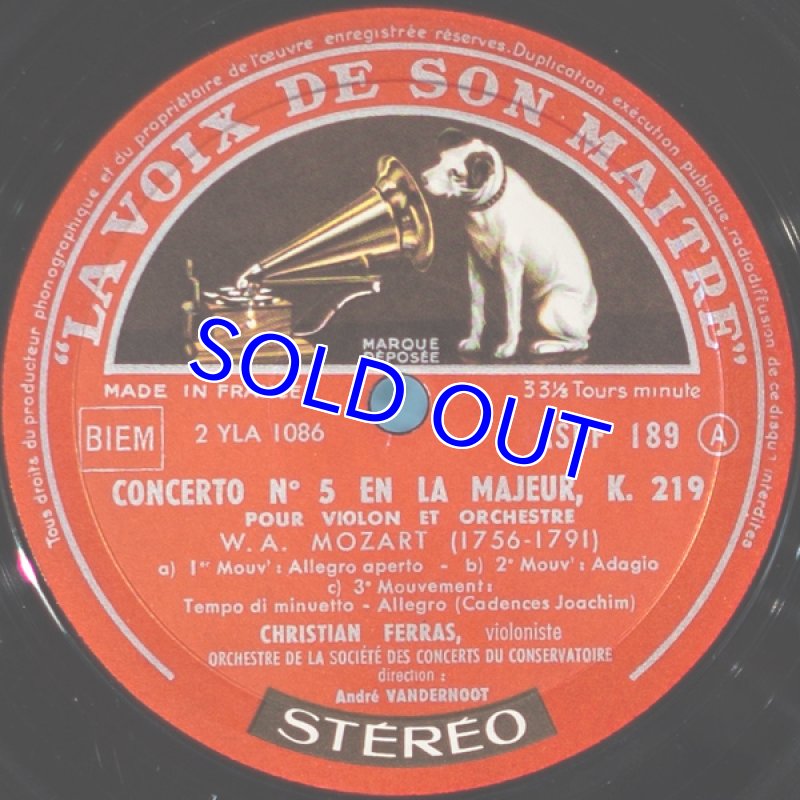 Tous droits du producteur phonographique et du propriétaire de l'œuvre enregistrée réservés. Duplication exécution publique, radiodiffusion de ce disqu' interdites
"LA VOIX DE SON MAITRE"
MARQUE
DÉPOSÉE
MADE IN FRANCE
33⅓ Tours minute
BIEM
2 YLA 1086
189 A
SOLD OUT
CONCERTO N° 5 EN LA MAJEUR, K. 219
POUR VIOLON ET ORCHESTRE
W. A. MOZART (1756-1791)
a) 1er Mouvt : Allegro aperto - b) 2e Mouvt : Adagio
c) 3e Mouvement :
Tempo di minuetto - Allegro (Cadences Joachim)
CHRISTIAN FERRAS, violoniste
ORCHESTRE DE LA SOCIÉTÉ DES CONCERTS DU CONSERVATOIRE
direction :
André VANDERNOOT
STÉRÉO